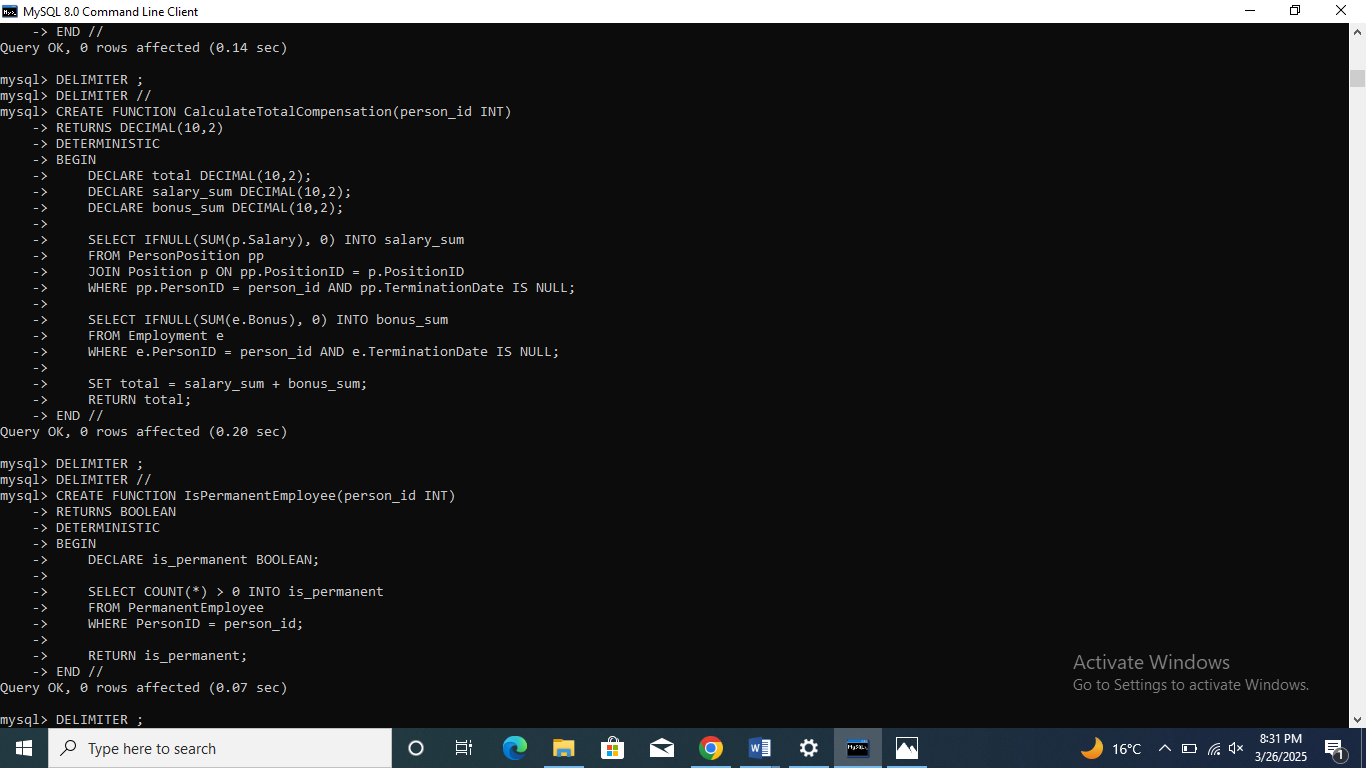 MySQL 8.0 Command Line Client
    -> END //
Query OK, 0 rows affected (0.14 sec)
mysql> DELIMITER ;
mysql> DELIMITER //
mysql> CREATE FUNCTION CalculateTotalCompensation(person_id INT)
    -> RETURNS DECIMAL(10,2)
    -> DETERMINISTIC
    -> BEGIN
    ->     DECLARE total DECIMAL(10,2);
    ->     DECLARE salary_sum DECIMAL(10,2);
    ->     DECLARE bonus_sum DECIMAL(10,2);
    ->
    ->     SELECT IFNULL(SUM(p.Salary), 0) INTO salary_sum
    ->     FROM PersonPosition pp
    ->     JOIN Position p ON pp.PositionID = p.PositionID
    ->     WHERE pp.PersonID = person_id AND pp.TerminationDate IS NULL;
    ->
    ->     SELECT IFNULL(SUM(e.Bonus), 0) INTO bonus_sum
    ->     FROM Employment e
    ->     WHERE e.PersonID = person_id AND e.TerminationDate IS NULL;
    ->
    ->     SET total = salary_sum + bonus_sum;
    ->     RETURN total;
    -> END //
Query OK, 0 rows affected (0.20 sec)
mysql> DELIMITER ;
mysql> DELIMITER //
mysql> CREATE FUNCTION IsPermanentEmployee(person_id INT)
    -> RETURNS BOOLEAN
    -> DETERMINISTIC
    -> BEGIN
    ->     DECLARE is_permanent BOOLEAN;
    ->
    ->     SELECT COUNT(*) > 0 INTO is_permanent
    ->     FROM PermanentEmployee
    ->     WHERE PersonID = person_id;
    ->
    ->     RETURN is_permanent;
    -> END //
Query OK, 0 rows affected (0.07 sec)
mysql> DELIMITER ;
Activate Windows
Go to Settings to activate Windows.
Type here to search
16°C
8:31 PM
3/26/2025
1